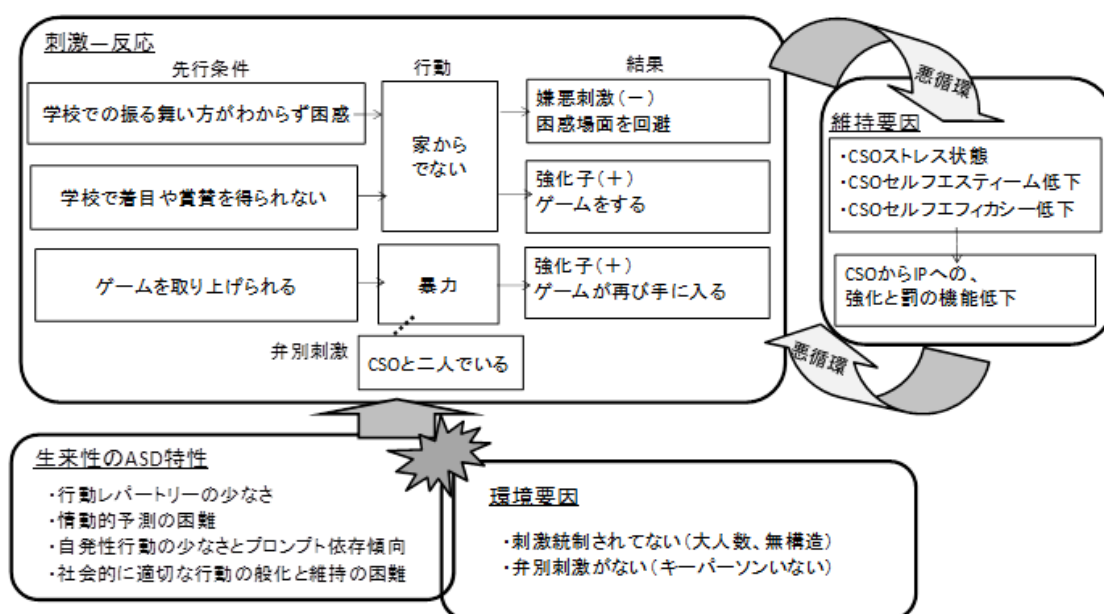 刺激―反応
先行条件
行動
結果
学校での振る舞い方がわからず困惑
学校で着目や賞賛を得られない
家から
でない
嫌悪刺激(－)
困惑場面を回避
強化子(＋)
ゲームをする
ゲームを取り上げられる
暴力
強化子(＋)
ゲームが再び手に入る
弁別刺激
CSOと二人でいる
悪循環
維持要因
・CSOストレス状態
・CSOセルフエスティーム低下
・CSOセルフエフィカシー低下
CSOからIPへの、
強化と罰の機能低下
悪循環
生来性のASD特性
・行動レパートリーの少なさ
・情動的予測の困難
・自発性行動の少なさとプロンプト依存傾向
・社会的に適切な行動の般化と維持の困難
環境要因
・刺激統制されてない(大人数、無構造)
・弁別刺激がない(キーパーソンいない)